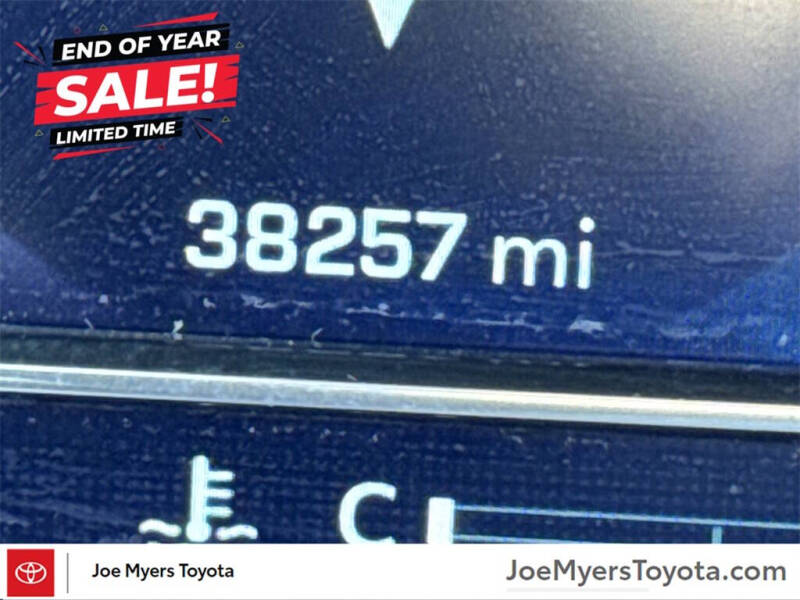 END OF YEAR
SALE!
LIMITED TIME
38257 mi
C
Joe Myers Toyota
JoeMyersToyota.com